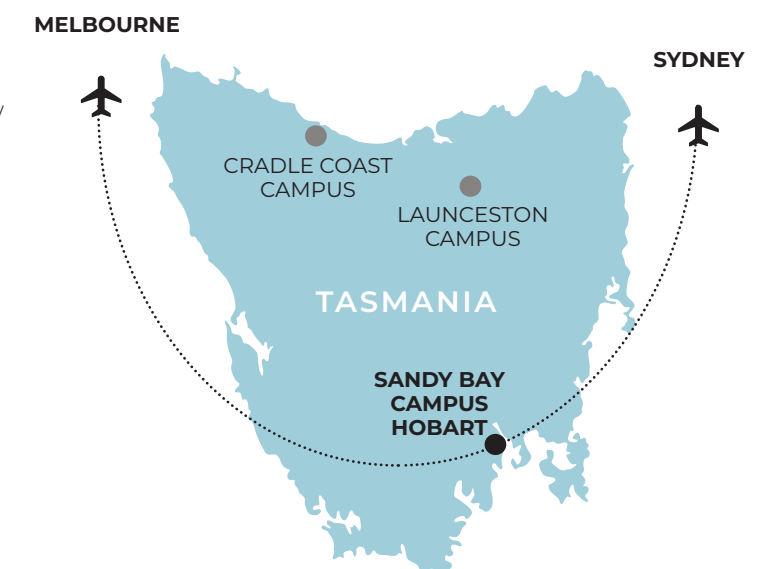 MELBOURNE
SYDNEY
CRADLE COAST
CAMPUS
LAUNCESTON
CAMPUS
TASMANIA
SANDY BAY
CAMPUS
HOBART